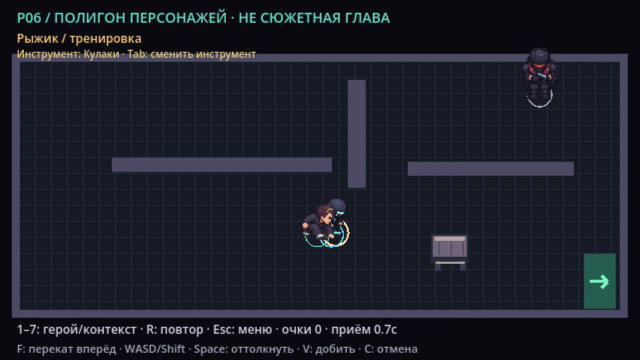 P06 / ПОЛИГОН ПЕРСОНАЖЕЙ · НЕ СЮЖЕТНАЯ ГЛАВА
Рыжик / тренировка
Инструмент: Кулаки · Tab: сменить инструмент
1–7: герой/контекст · R: повтор · Esc: меню · очки 0 · приём 0.7с
F: перекат вперёд · WASD/Shift · Space: оттолкнуть · V: добить · C: отмена